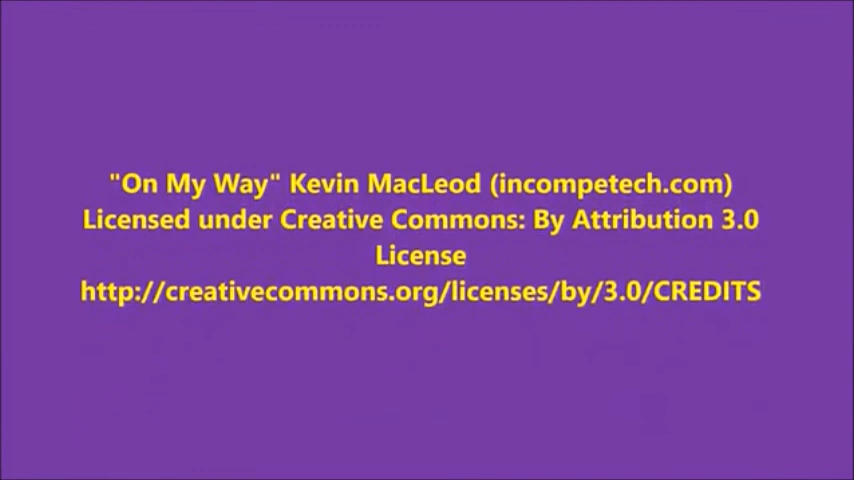 "On My Way" Kevin MacLeod (incompetech.com)
Licensed under Creative Commons: By Attribution 3.0
License
http://creativecommons.org/licenses/by/3.0/CREDITS